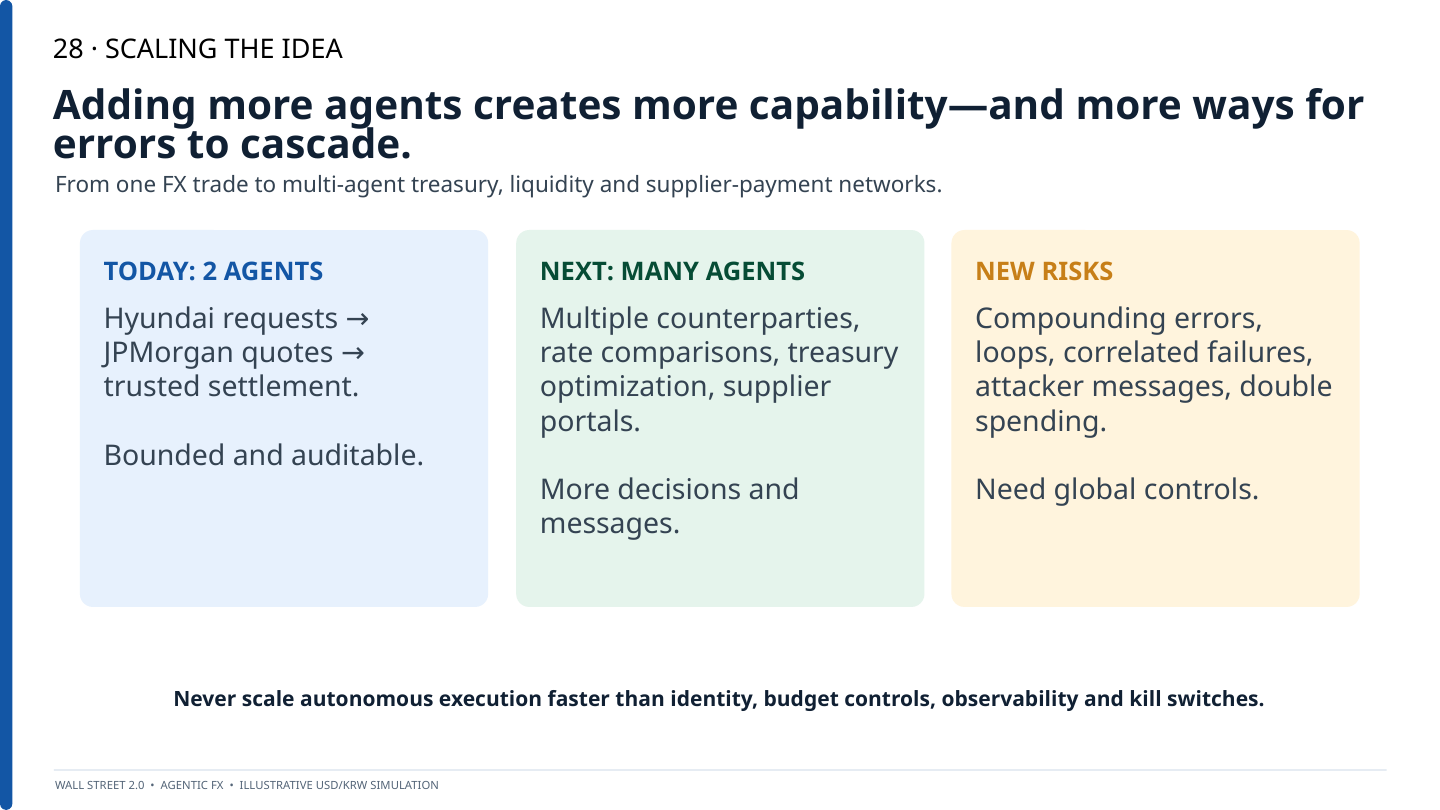 28 · SCALING THE IDEA
Adding more agents creates more capability—and more ways for
errors to cascade.
From one FX trade to multi-agent treasury, liquidity and supplier-payment networks.
TODAY: 2 AGENTS
Hyundai requests →
JPMorgan quotes →
trusted settlement.
Bounded and auditable.
NEXT: MANY AGENTS
Multiple counterparties,
rate comparisons, treasury
optimization, supplier
portals.
More decisions and
messages.
NEW RISKS
Compounding errors,
loops, correlated failures,
attacker messages, double
spending.
Need global controls.
Never scale autonomous execution faster than identity, budget controls, observability and kill switches.
WALL STREET 2.0 • AGENTIC FX • ILLUSTRATIVE USD/KRW SIMULATION